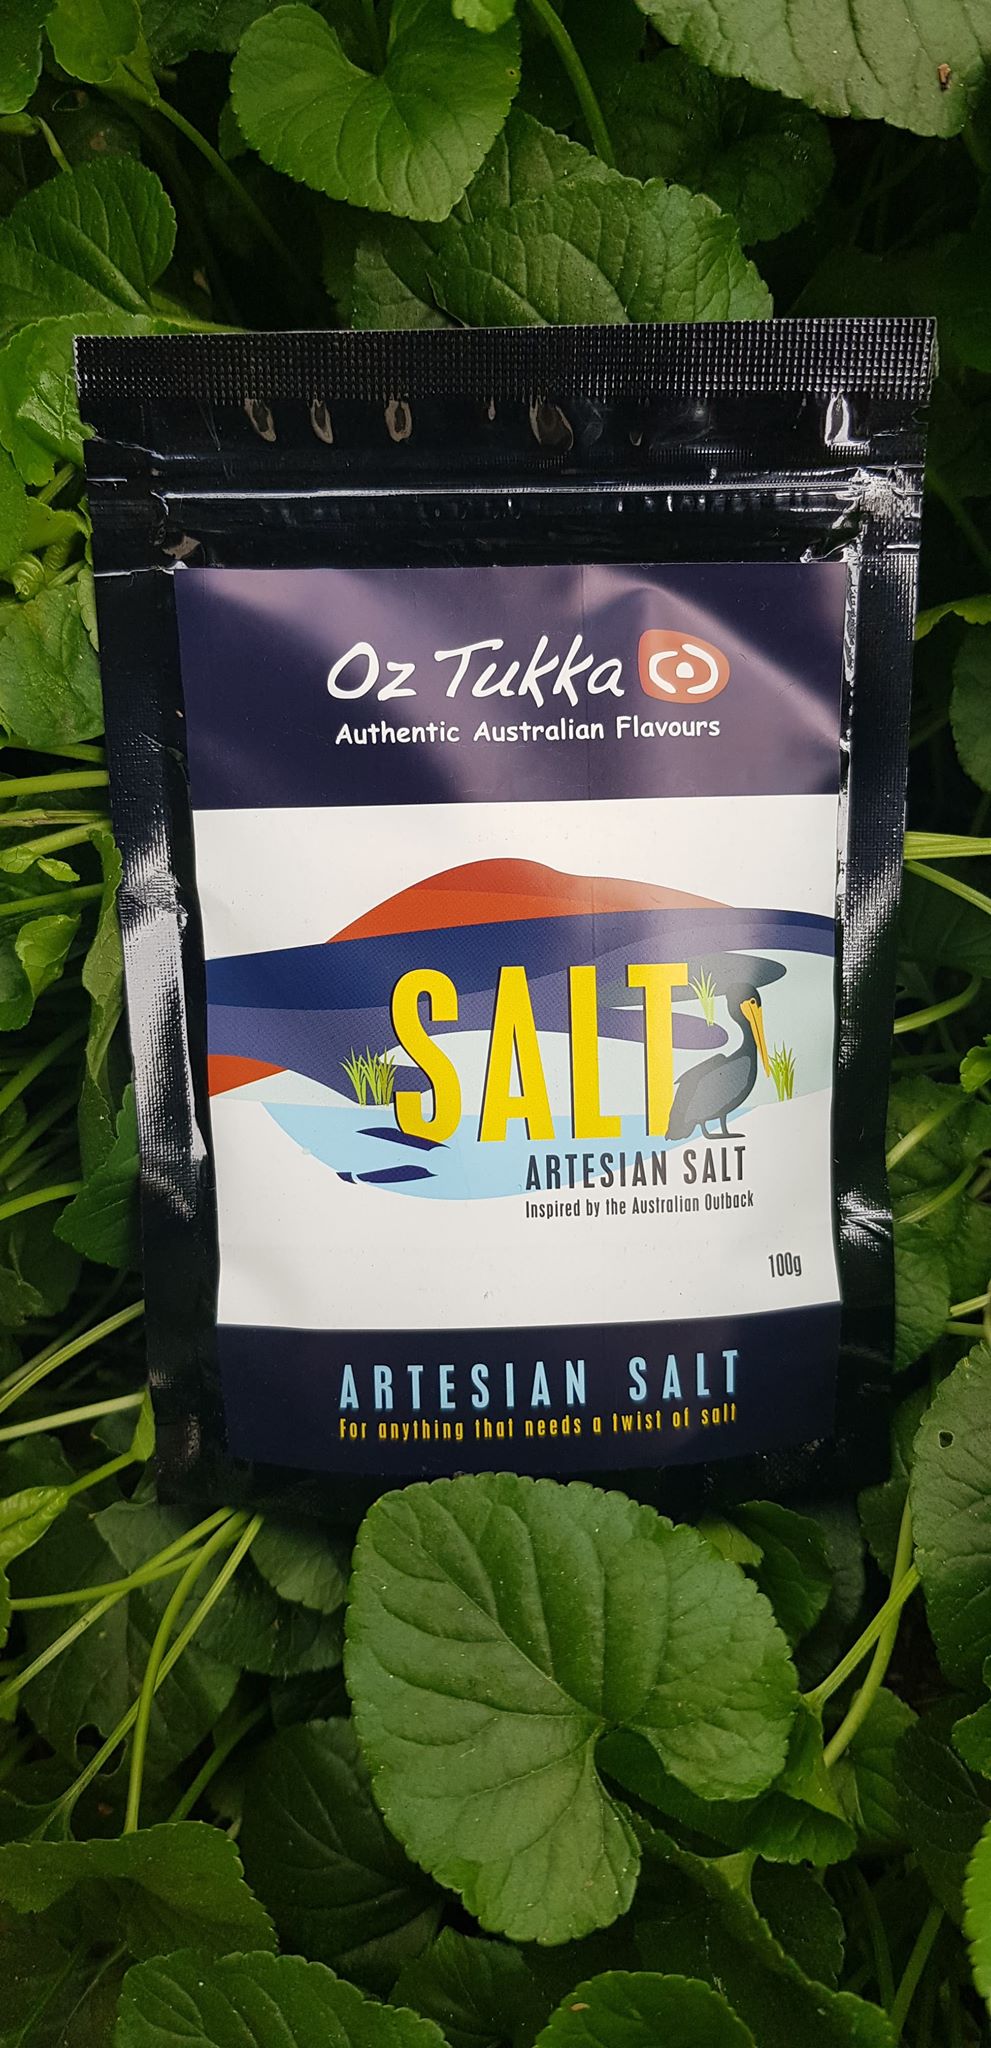 Oz Tukka
Authentic Australian Flavours
SALT
ARTESIAN SALT
Inspired by the Australian Outback
100g
ARTESIAN SALT
For anything that needs a twist of salt